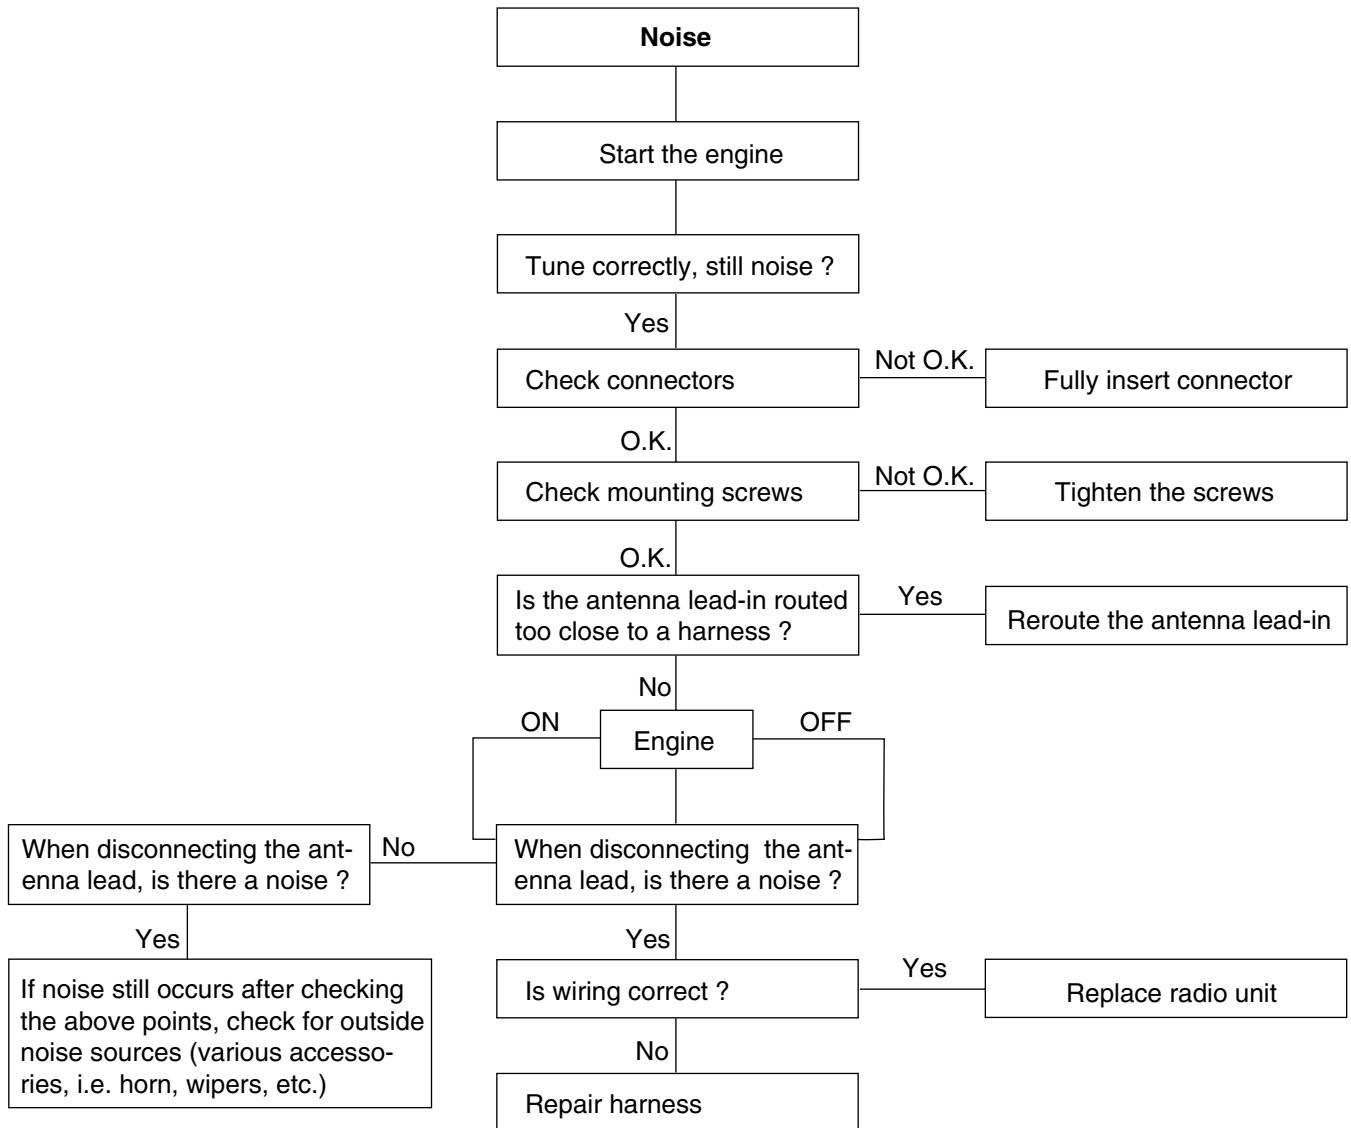 Noise
Start the engine
Tune correctly, still noise ?
Yes
Check connectors
Not O.K.
Fully insert connector
O.K.
Check mounting screws
Not O.K.
Tighten the screws
O.K.
Is the antenna lead-in routed
too close to a harness ?
Yes
Reroute the antenna lead-in
No
ON
Engine
OFF
When disconnecting the ant-
enna lead, is there a noise ?
No
When disconnecting  the ant-
enna lead, is there a noise ?
Yes
If noise still occurs after checking
the above points, check for outside
noise sources (various accesso-
ries, i.e. horn, wipers, etc.)
Yes
Is wiring correct ?
Yes
Replace radio unit
No
Repair harness